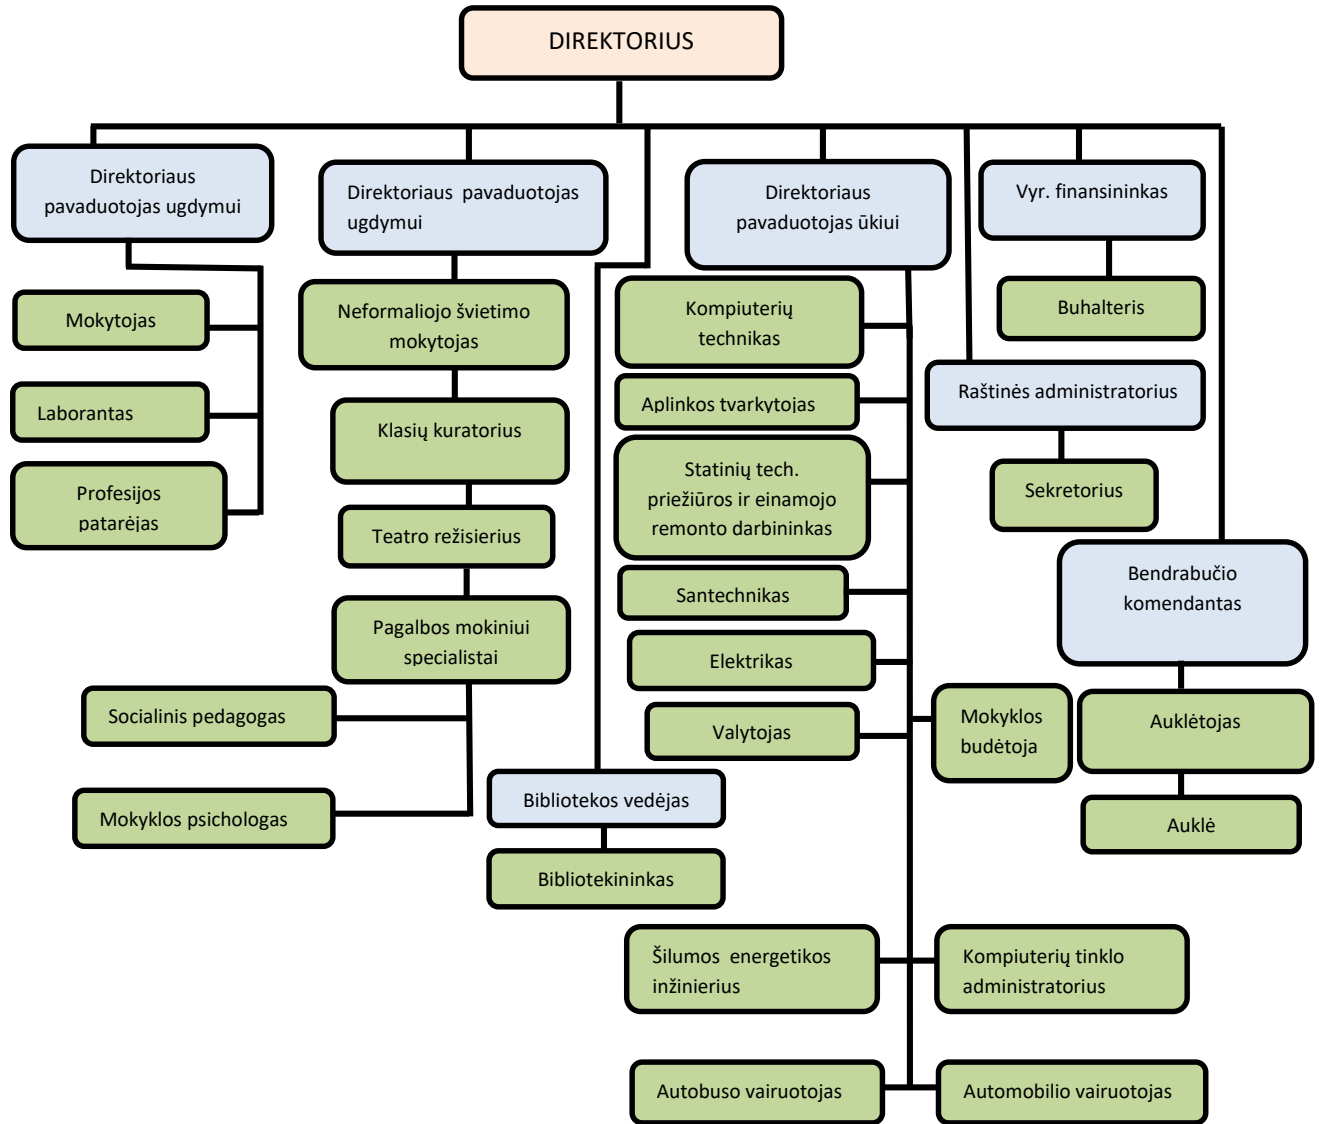 DIREKTORIUS
Direktoriaus
pavaduotojas ugdymui
Direktoriaus pavaduotojas
ugdymui
Direktoriaus
pavaduotojas ūkiui
Vyr. finansininkas
Mokytojas
Laborantas
Profesijos
patarėjas
Neformaliojo švietimo
mokytojas
Klasių kuratorius
Teatro režisierius
Pagalbos mokiniui
specialistai
Socialinis pedagogas
Mokyklos psichologas
Bibliotekos vedėjas
Bibliotekininkas
Kompiuterių
technikas
Aplinkos tvarkytojas
Statinių tech.
priežiūros ir einamojo
remonto darbininkas
Santechnikas
Elektrikas
Valytojas
Mokyklos
budėtoja
Šilumos energetikos
inžinierius
Kompiuterių tinklo
administratorius
Autobuso vairuotojas
Automobilio vairuotojas
Buhalteris
Raštinės administratorius
Sekretorius
Bendrabučio
komendantas
Auklėtojas
Auklė